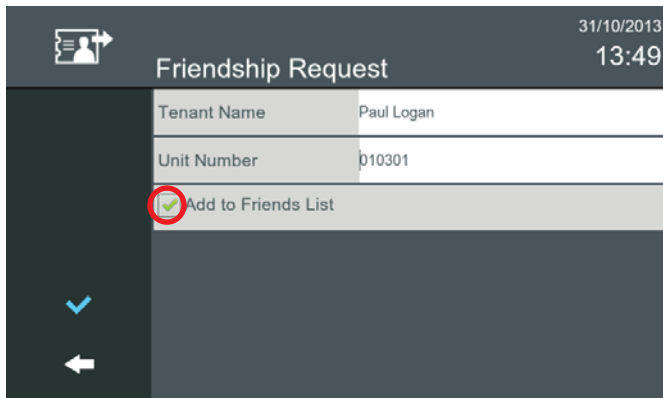 31/10/2013
13:49
Friendship Request
Tenant Name Paul Logan
Unit Number 010301
Add to Friends List